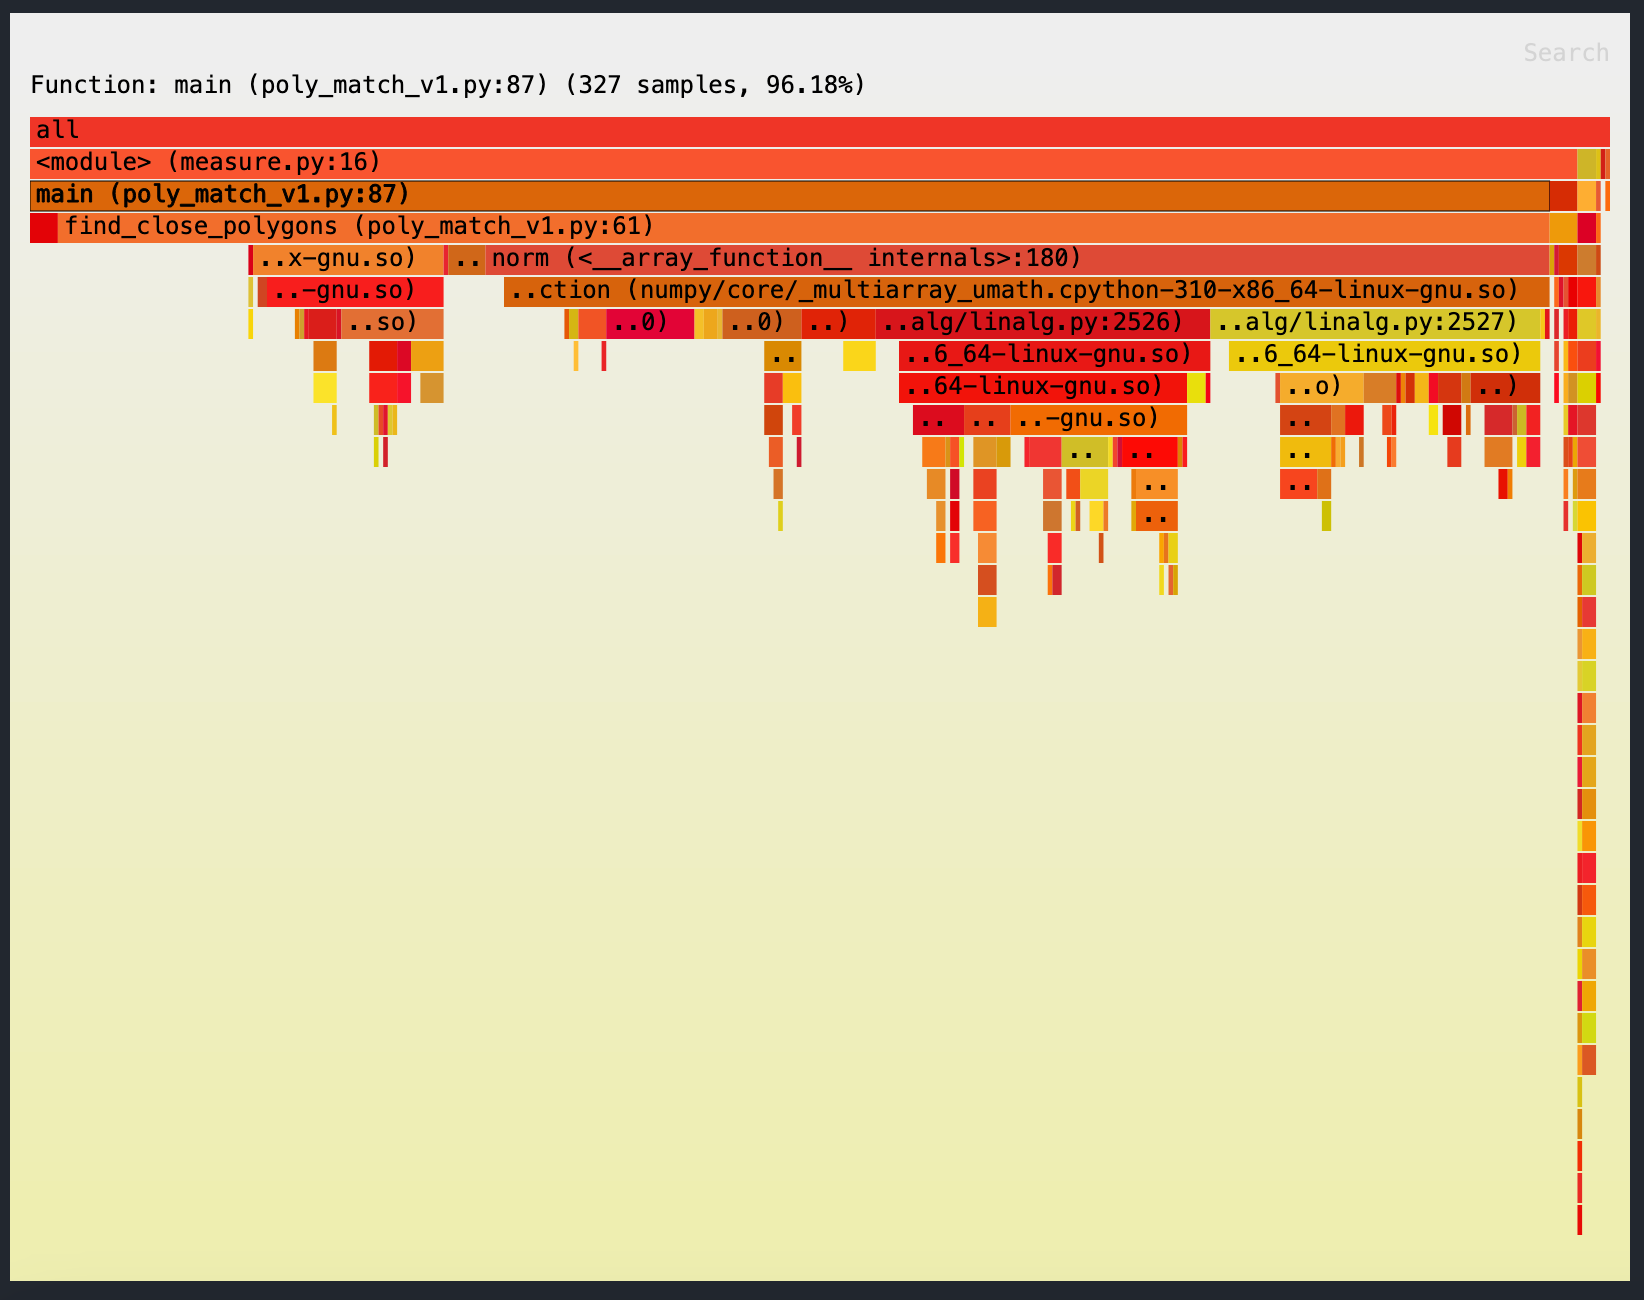 Search
Function: main (poly_match_v1.py:87) (327 samples, 96.18%)
all
<module> (measure.py:16)
main (poly_match_v1.py:87)
find_close_polygons (poly_match_v1.py:61)
..x-gnu.so) .. norm (<__array_function__ internals>:180)
..-gnu.so) ..ction (numpy/core/_multiarray_umath.cpython-310-x86_64-linux-gnu.so)
..so) ..0) ..0) ..) ..alg/linalg.py:2526) ..alg/linalg.py:2527)
.. ..6_64-linux-gnu.so) ..6_64-linux-gnu.so)
..64-linux-gnu.so) ..o) ..)
.. .. ..-gnu.so) ..
.. .. ..
.. ..
..